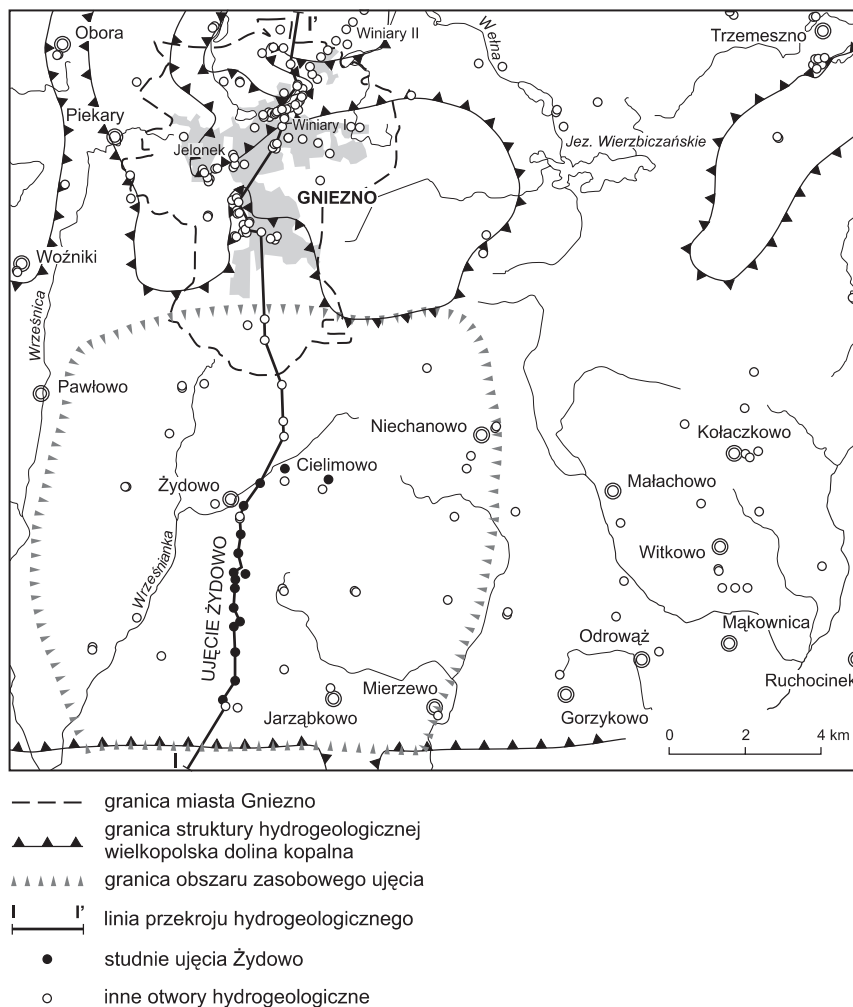 I'
Wełna
Obora
Winiary II
Trzemeszno
Piekary
Winiary I
Jelonek
Jez. Wierzbiczańskie
GNIEZNO
Woźniki
Wrześnica
Pawłowo
Niechanowo
Kołaczkowo
Cielimowo
Żydowo
Małachowo
Witkowo
Wrześnianka
UJĘCIE ŻYDOWO
Mąkownica
Odrowąż
Ruchocinek
Mierzewo
Jarząbkowo
Gorzykowo
0 2 4 km
I
granica miasta Gniezno
granica struktury hydrogeologicznej
wielkopolska dolina kopalna
granica obszaru zasobowego ujęcia
I I' linia przekroju hydrogeologicznego
studnie ujęcia Żydowo
inne otwory hydrogeologiczne